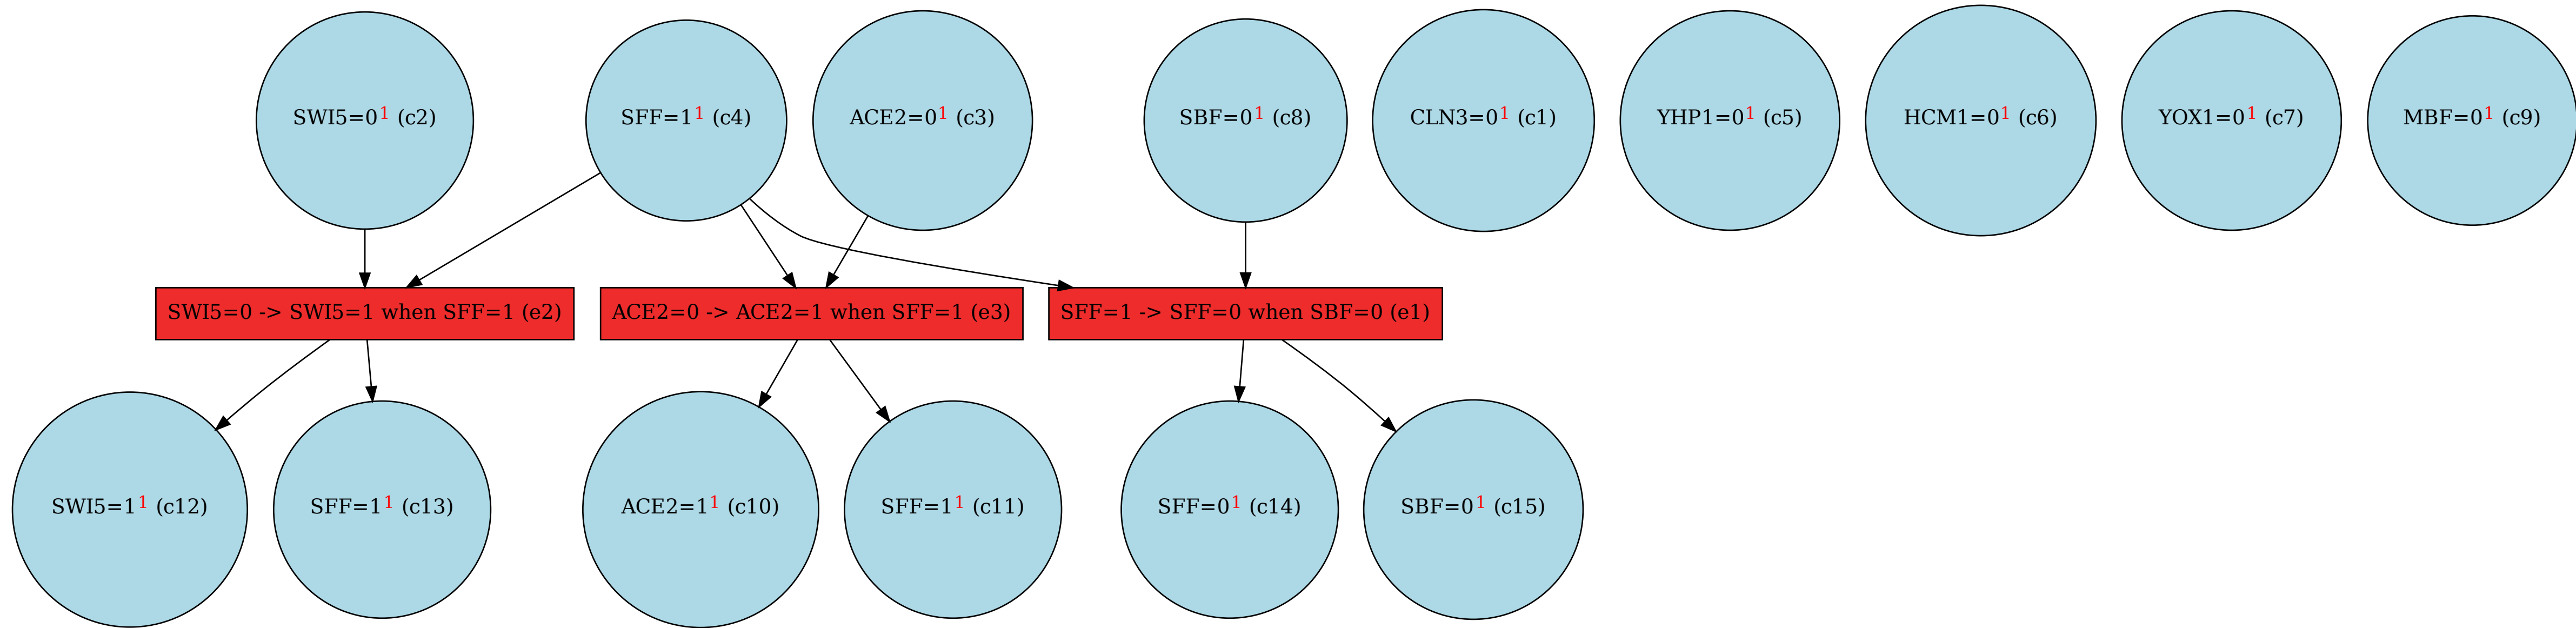 SWI5=0¹ (c2)
SFF=1¹ (c4)
ACE2=0¹ (c3)
SBF=0¹ (c8)
CLN3=0¹ (c1)
YHP1=0¹ (c5)
HCM1=0¹ (c6)
YOX1=0¹ (c7)
MBF=0¹ (c9)
SWI5=0 -> SWI5=1 when SFF=1 (e2)
ACE2=0 -> ACE2=1 when SFF=1 (e3)
SFF=1 -> SFF=0 when SBF=0 (e1)
SWI5=1¹ (c12)
SFF=1¹ (c13)
ACE2=1¹ (c10)
SFF=1¹ (c11)
SFF=0¹ (c14)
SBF=0¹ (c15)